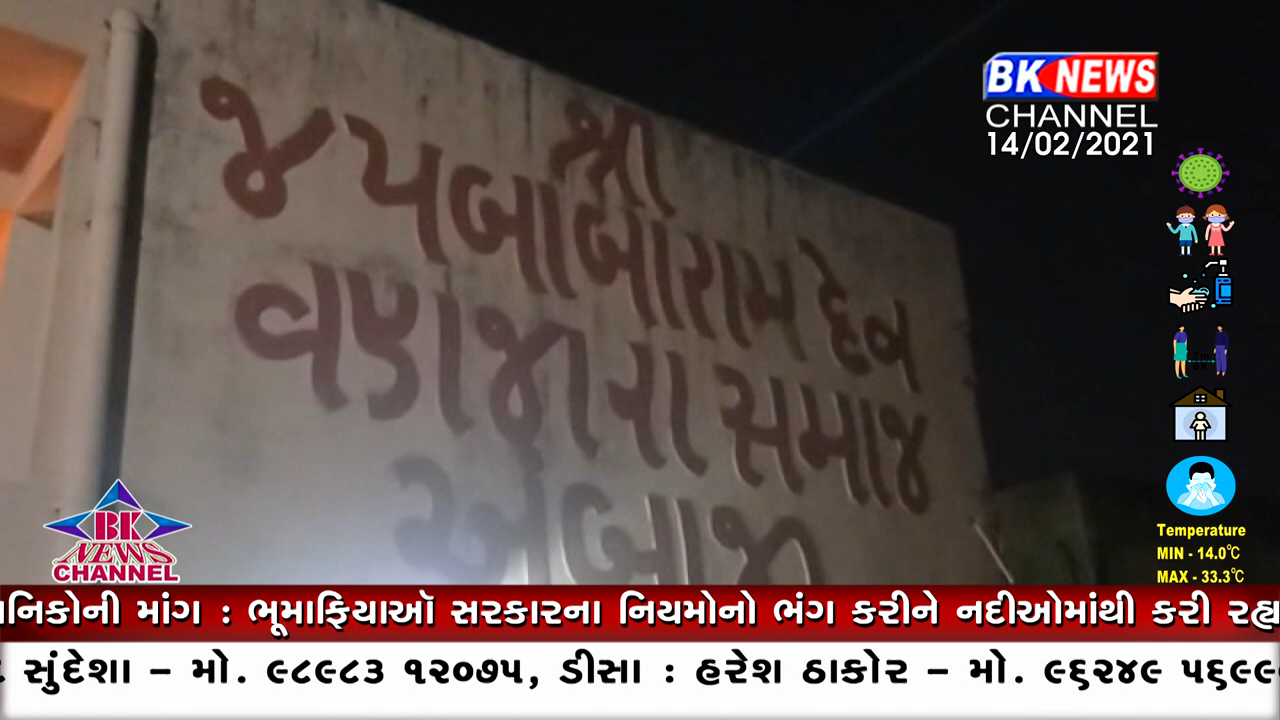 શ્રી
જય બાબા રામ દેવ
વણજારા સમાજ
અંબાજી
BK NEWS
CHANNEL
14/02/2021
Temperature
MIN - 14.0℃
MAX - 33.3℃
BK
NEWS
CHANNEL
નિકોની માંગ : ભૂમાફિયાઓ સરકારના નિયમોનો ભંગ કરીને નદીઓમાંથી કરી રહ્યા
સુંદેશા – મો. ૯૮૯૮૩ ૧૨૦૭૫, ડીસા : હરેશ ઠાકોર – મો. ૯૬૨૪૯ ૫૬૯૯